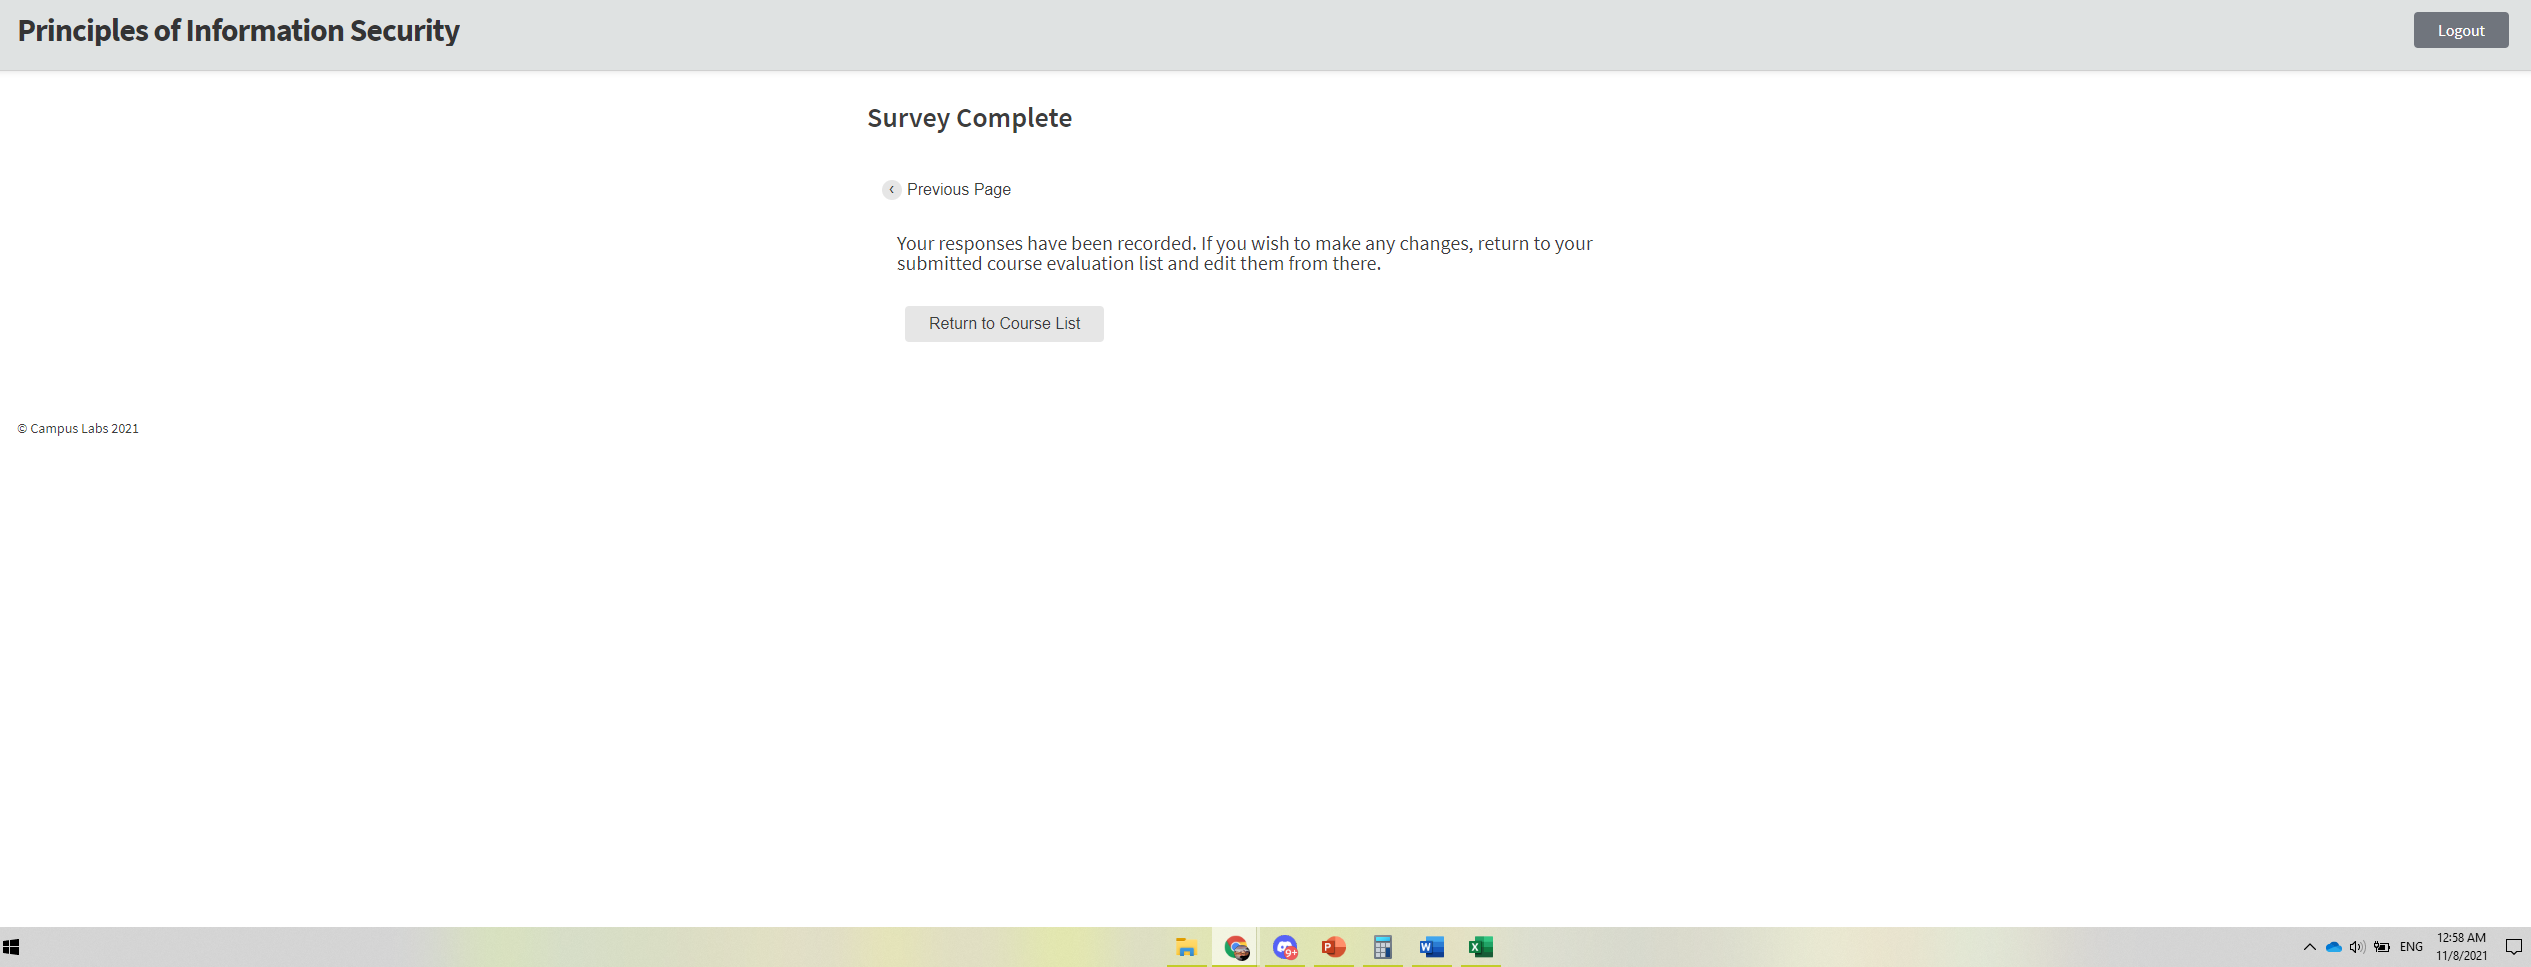 Principles of Information Security
Logout
Survey Complete
Previous Page
Your responses have been recorded. If you wish to make any changes, return to your
submitted course evaluation list and edit them from there.
Return to Course List
© Campus Labs 2021
9+
P
W
X
ENG
12:58 AM
11/8/2021